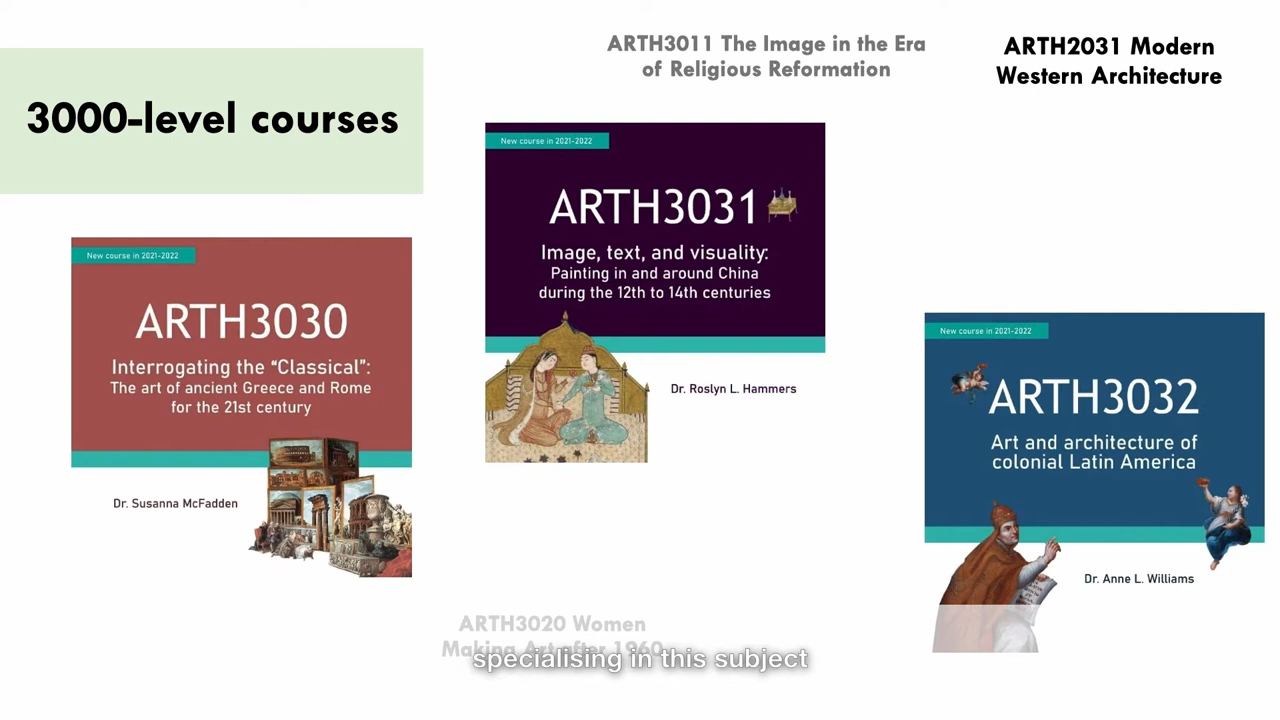 3000-level courses
ARTH3011 The Image in the Era
of Religious Reformation
ARTH2031 Modern
Western Architecture
New course in 2021-2022
ARTH3030
Interrogating the “Classical”:
The art of ancient Greece and Rome
for the 21st century
Dr. Susanna McFadden
New course in 2021-2022
ARTH3031
Image, text, and visuality:
Painting in and around China
during the 12th to 14th centuries
Dr. Roslyn L. Hammers
New course in 2021-2022
ARTH3032
Art and architecture of
colonial Latin America
Dr. Anne L. Williams
ARTH3020 Women
Making Art after 1960
specialising in this subject